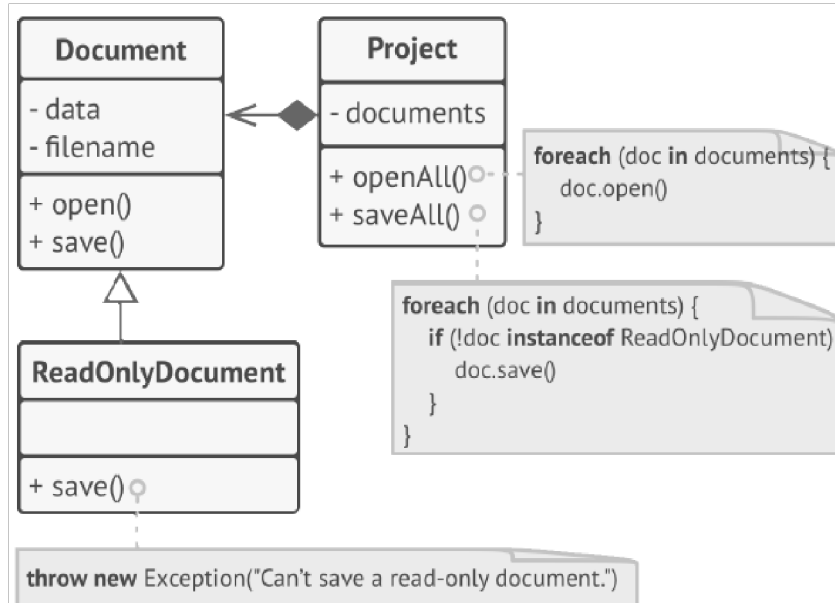 Document
- data
- filename
+ open()
+ save()
Project
- documents
+ openAll()
+ saveAll()
foreach (doc in documents) {
doc.open()
}
foreach (doc in documents) {
if (!doc instanceof ReadOnlyDocument)
doc.save()
}
}
ReadOnlyDocument
+ save()
throw new Exception("Can't save a read-only document.")